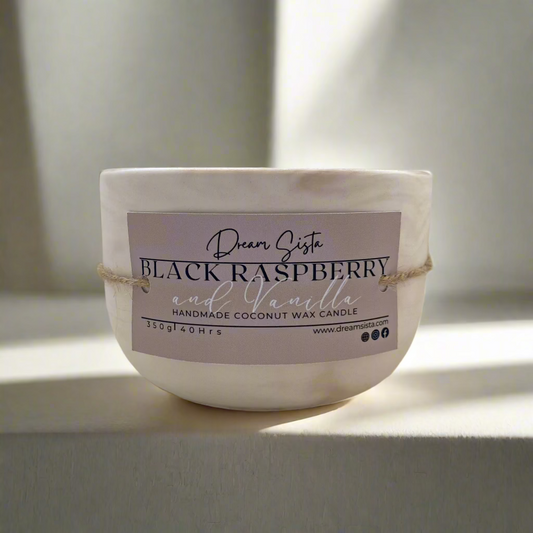 Dream Sista
BLACK RASPBERRY
and Vanilla
HANDMADE COCONUT WAX CANDLE
350g| 40Hrs
www.dreamsista.com